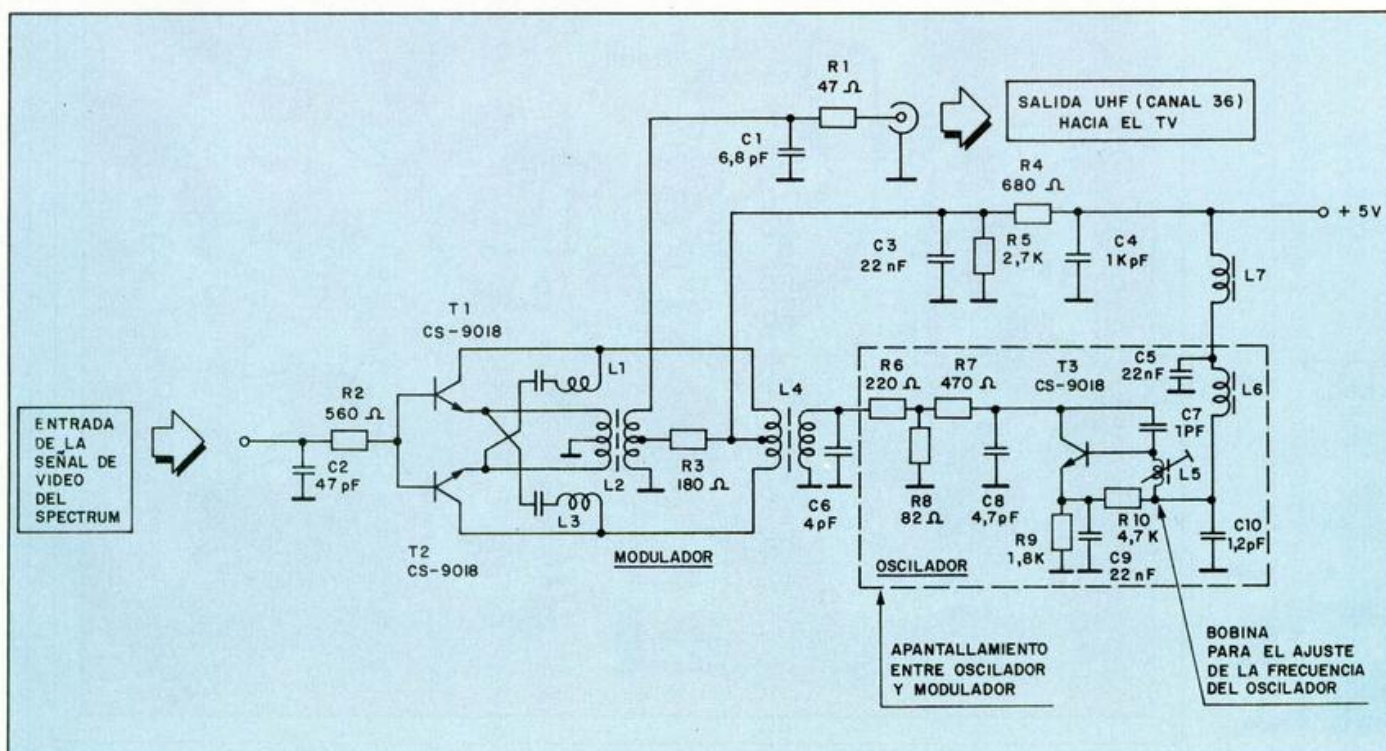 R1
47 Ω
SALIDA UHF (CANAL 36)
HACIA EL TV
C1
6,8 pF
R4
680 Ω
+ 5V
C3
22 nF
R5
2,7K
C4
1KpF
L7
T1
CS-9018
L1
R6
220 Ω
R7
470 Ω
T3
CS-9018
C5
22nF
L6
L4
C7
1PF
R2
560 Ω
ENTRADA
DE LA
SEÑAL DE
VIDEO
DEL
SPECTRUM
C2
47 pF
L2
R3
180 Ω
L5
L3
C6
4pF
R8
82 Ω
C8
4,7pF
R9
1,8K
R10
4,7 K
C9
22 nF
C10
1,2pF
T2
CS-9018
MODULADOR
OSCILADOR
APANTALLAMIENTO
ENTRE OSCILADOR
Y MODULADOR
BOBINA
PARA EL AJUSTE
DE LA FRECUENCIA
DEL OSCILADOR